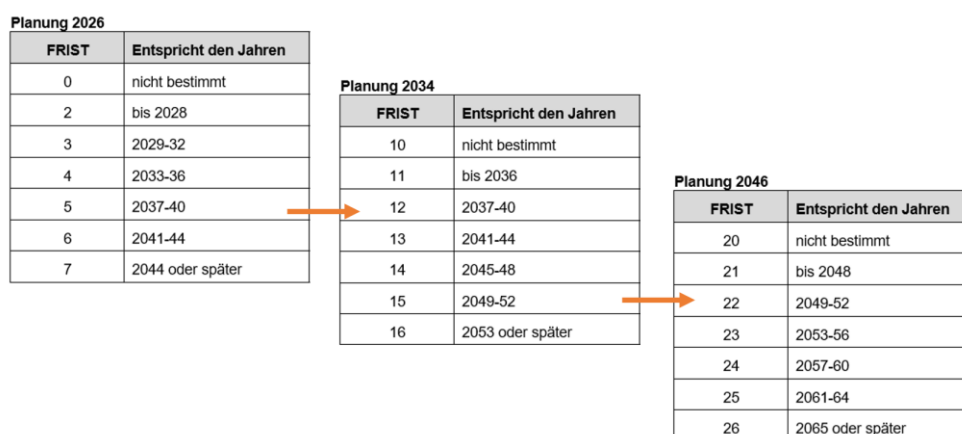 Planung 2026
FRIST Entspricht den Jahren
0 nicht bestimmt
2 bis 2028
3 2029-32
4 2033-36
5 2037-40
6 2041-44
7 2044 oder später
Planung 2034
FRIST Entspricht den Jahren
10 nicht bestimmt
11 bis 2036
12 2037-40
13 2041-44
14 2045-48
15 2049-52
16 2053 oder später
Planung 2046
FRIST Entspricht den Jahren
20 nicht bestimmt
21 bis 2048
22 2049-52
23 2053-56
24 2057-60
25 2061-64
26 2065 oder später